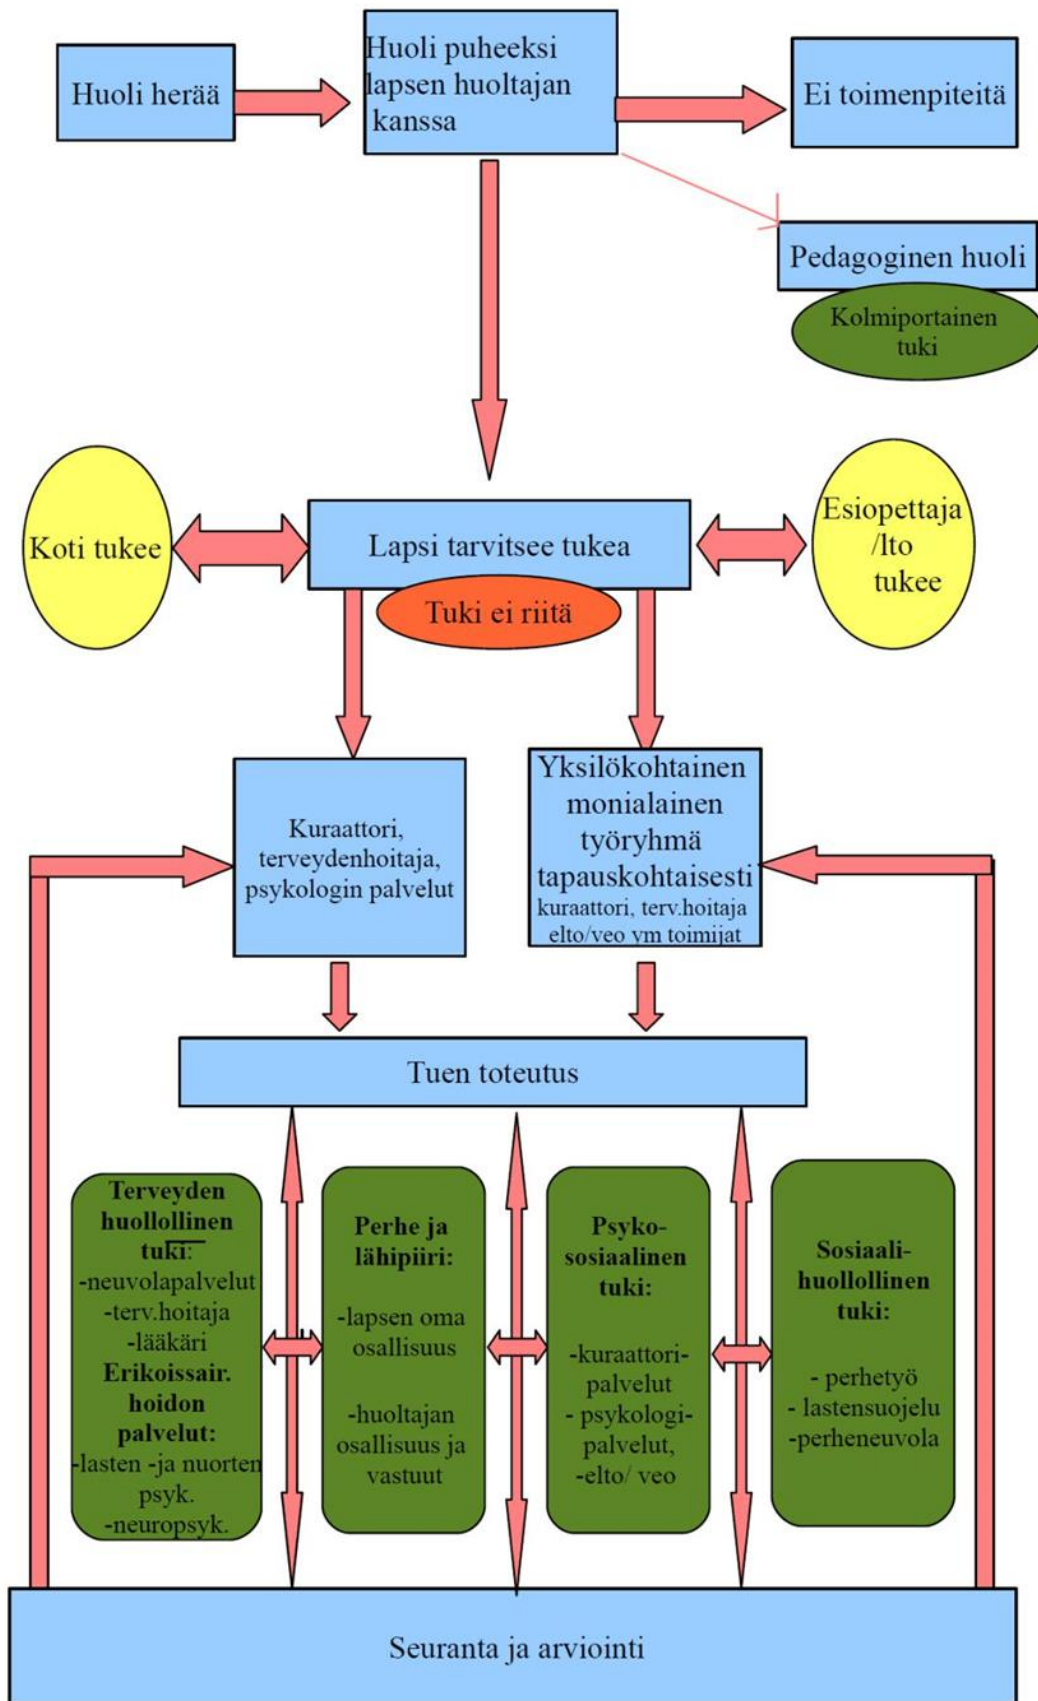 Huoli herää
Huoli puheeksi
lapsen huoltajan
kanssa
Ei toimenpiteitä
Pedagoginen huoli
Kolmiportainen
tuki
Koti tukee
Lapsi tarvitsee tukea
Tuki ei riitä
Esiopettaja
/lto
tukee
Kuraattori,
terveydenhoitaja,
psykologin palvelut
Yksilökohtainen
monialainen
työryhmä
tapauskohtaisesti
kuraattori, terv.hoitaja
elto/veo ym toimijat
Tuen toteutus
Terveyden
huollollinen
tuki:
-neuvolapalvelut
-terv.hoitaja
-lääkäri
Erikoissair.
hoidon
palvelut:
-lasten -ja nuorten
psyk.
-neuropsyk.
Perhe ja
lähipiiri:
-lapsen oma
osallisuus
-huoltajan
osallisuus ja
vastuut
Psyko-
sosiaalinen
tuki:
-kuraattori-
palvelut
- psykologi-
palvelut,
-elto/ veo
Sosiaali-
huollollinen
tuki:
- perhetyö
- lastensuojelu
-perheneuvola
Seuranta ja arviointi